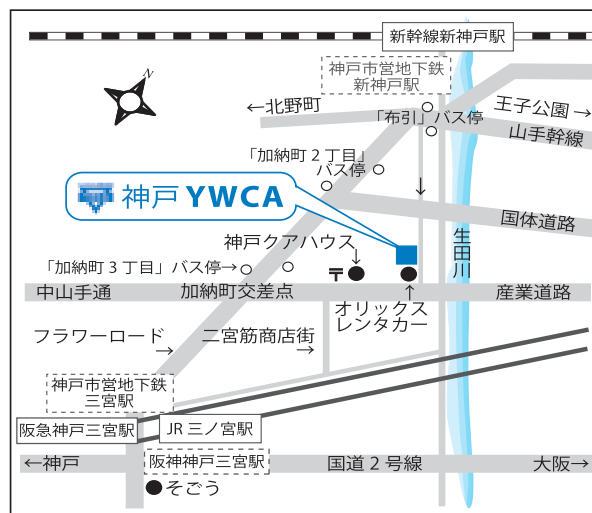 新幹線新神戸駅
神戸市営地下鉄
新神戸駅
N
←北野町
王子公園→
「布引」バス停
山手幹線
「加納町2丁目」
バス停
神戸 YWCA
国体道路
神戸クアハウス
生田川
「加納町3丁目」バス停→
〒
中山手通
加納町交差点
産業道路
オリックス
レンタカー
フラワーロード
二宮筋商店街
神戸市営地下鉄
三宮駅
阪急神戸三宮駅
JR 三ノ宮駅
←神戸
阪神神戸三宮駅
国道2号線
大阪→
そごう